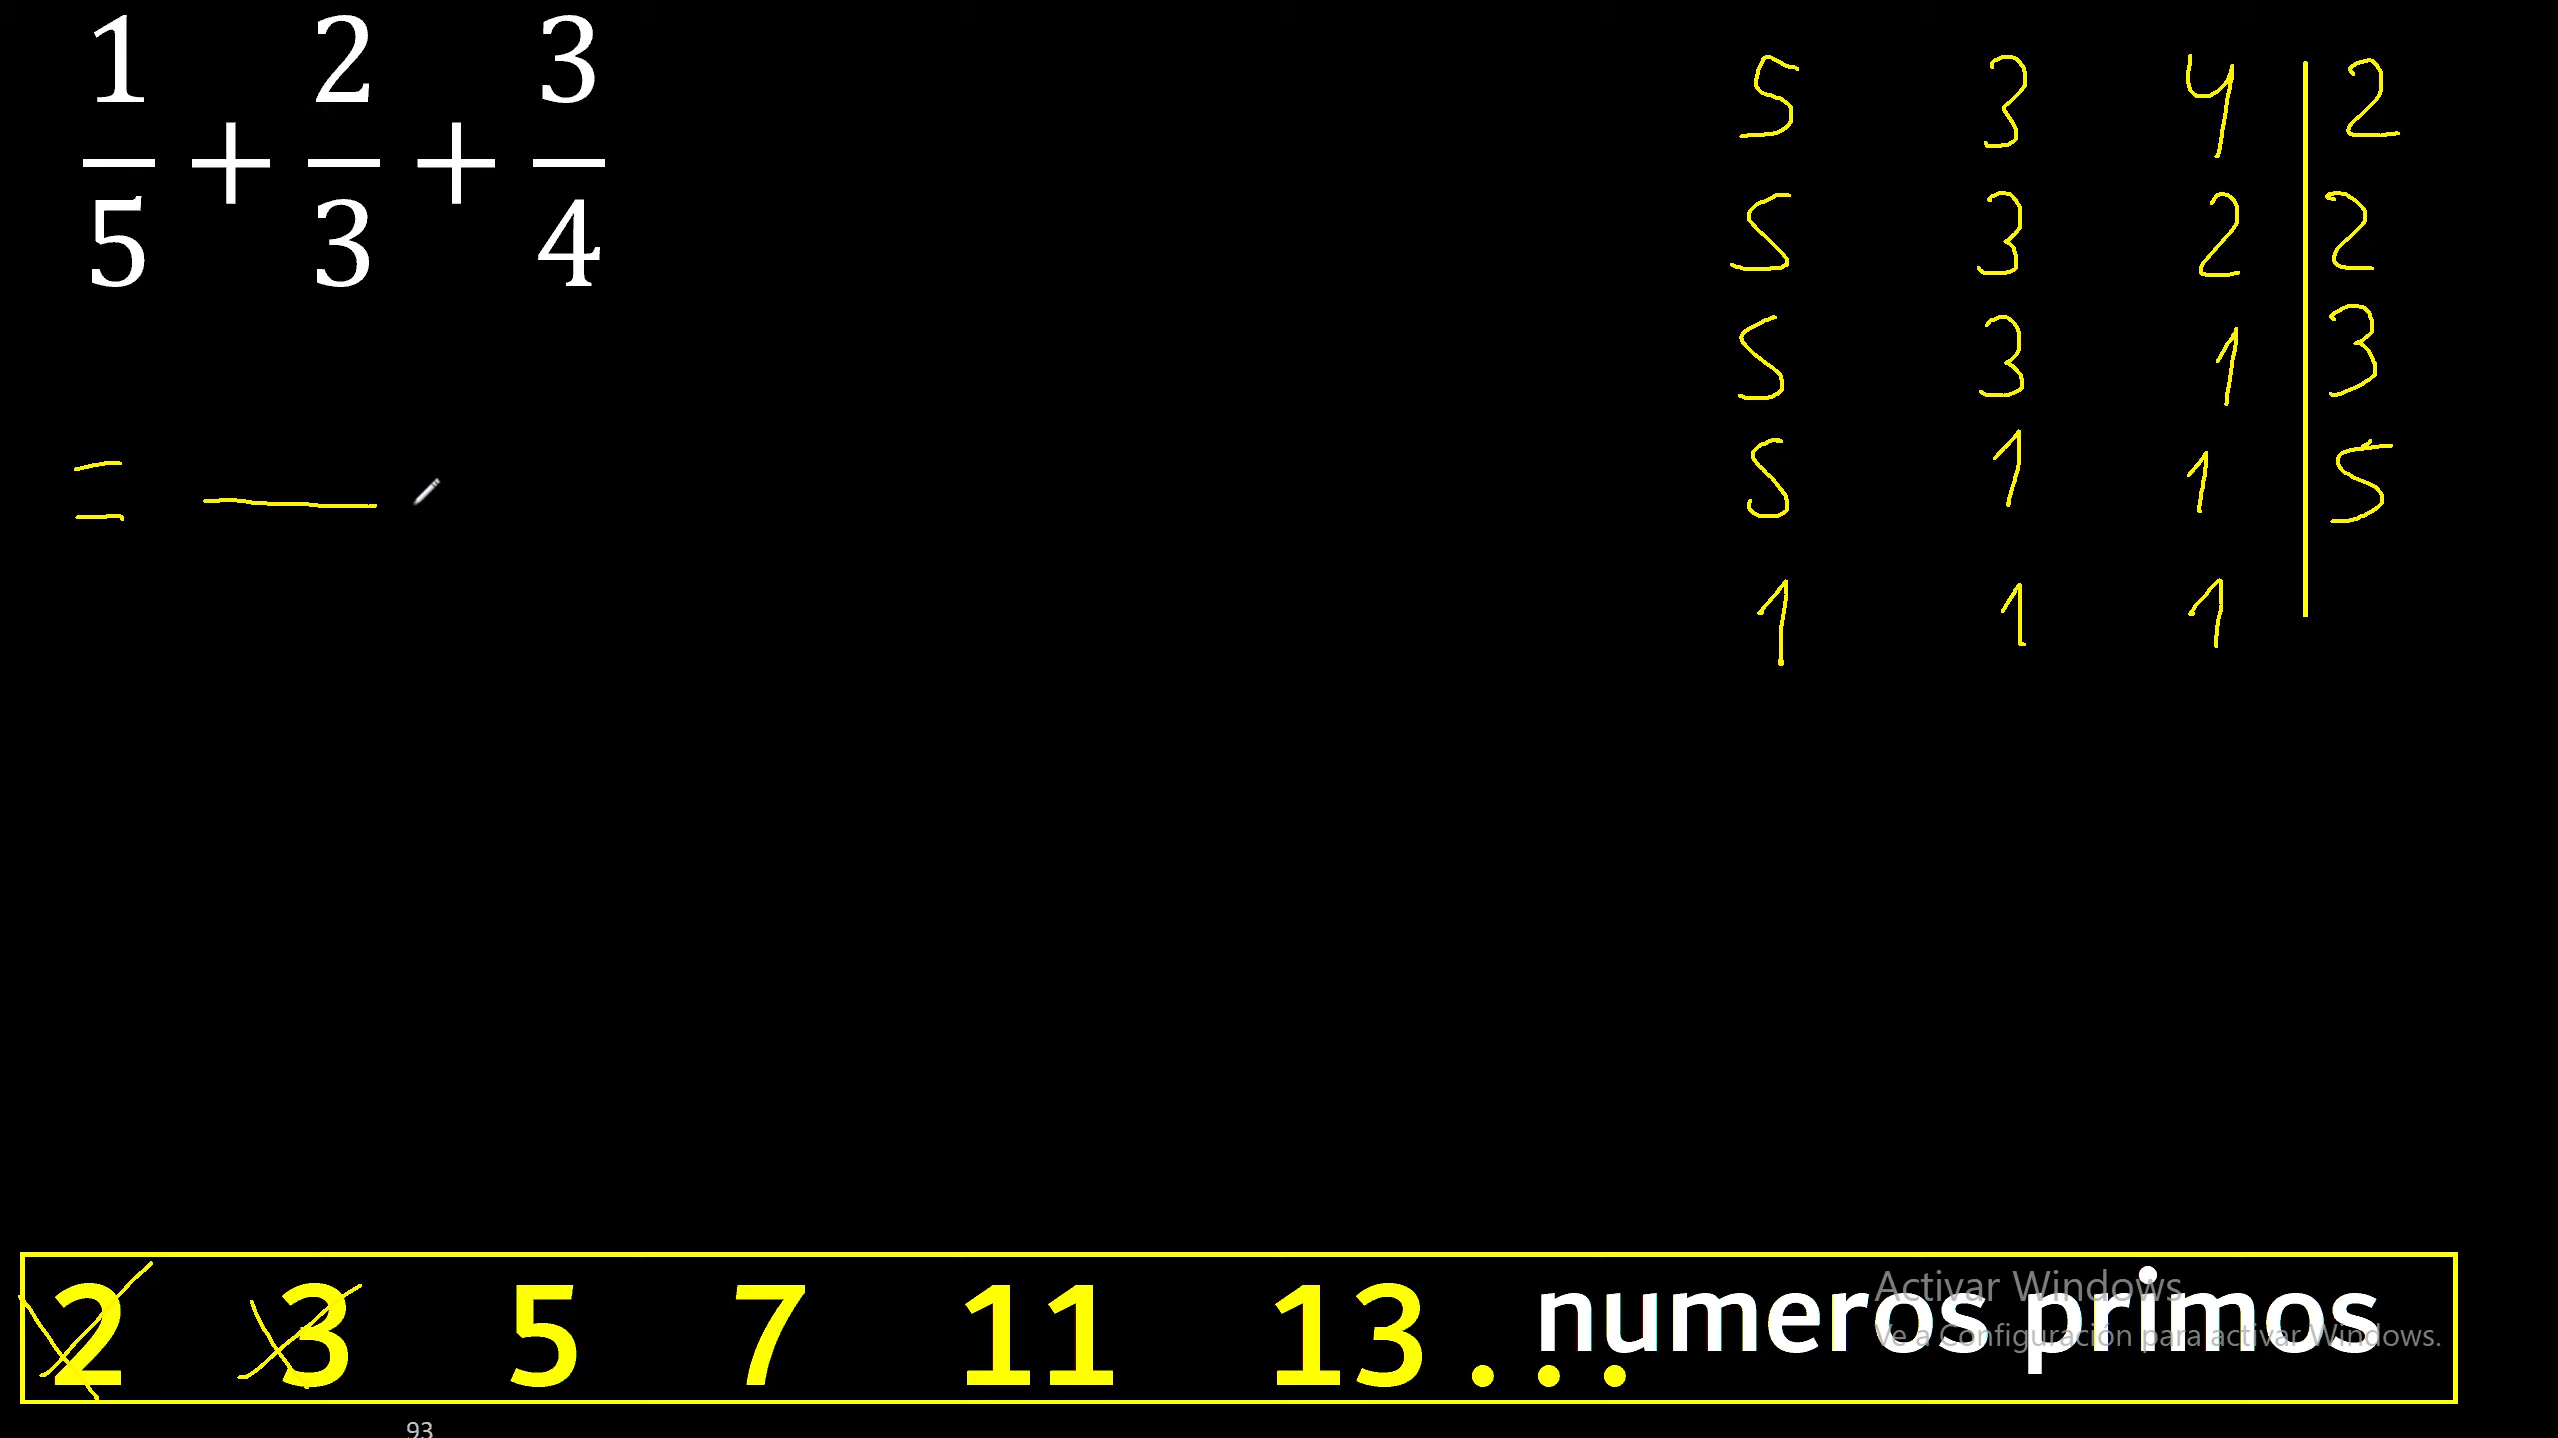 1/5 + 2/3 + 3/4
=
5 3 4 | 2
5 3 2 | 2
5 3 1 | 3
5 1 1 | 5
1 1 1
2 3 5 7 11 13 ... numeros primos
Activar Windows
Ve a Configuración para activar Windows.
93